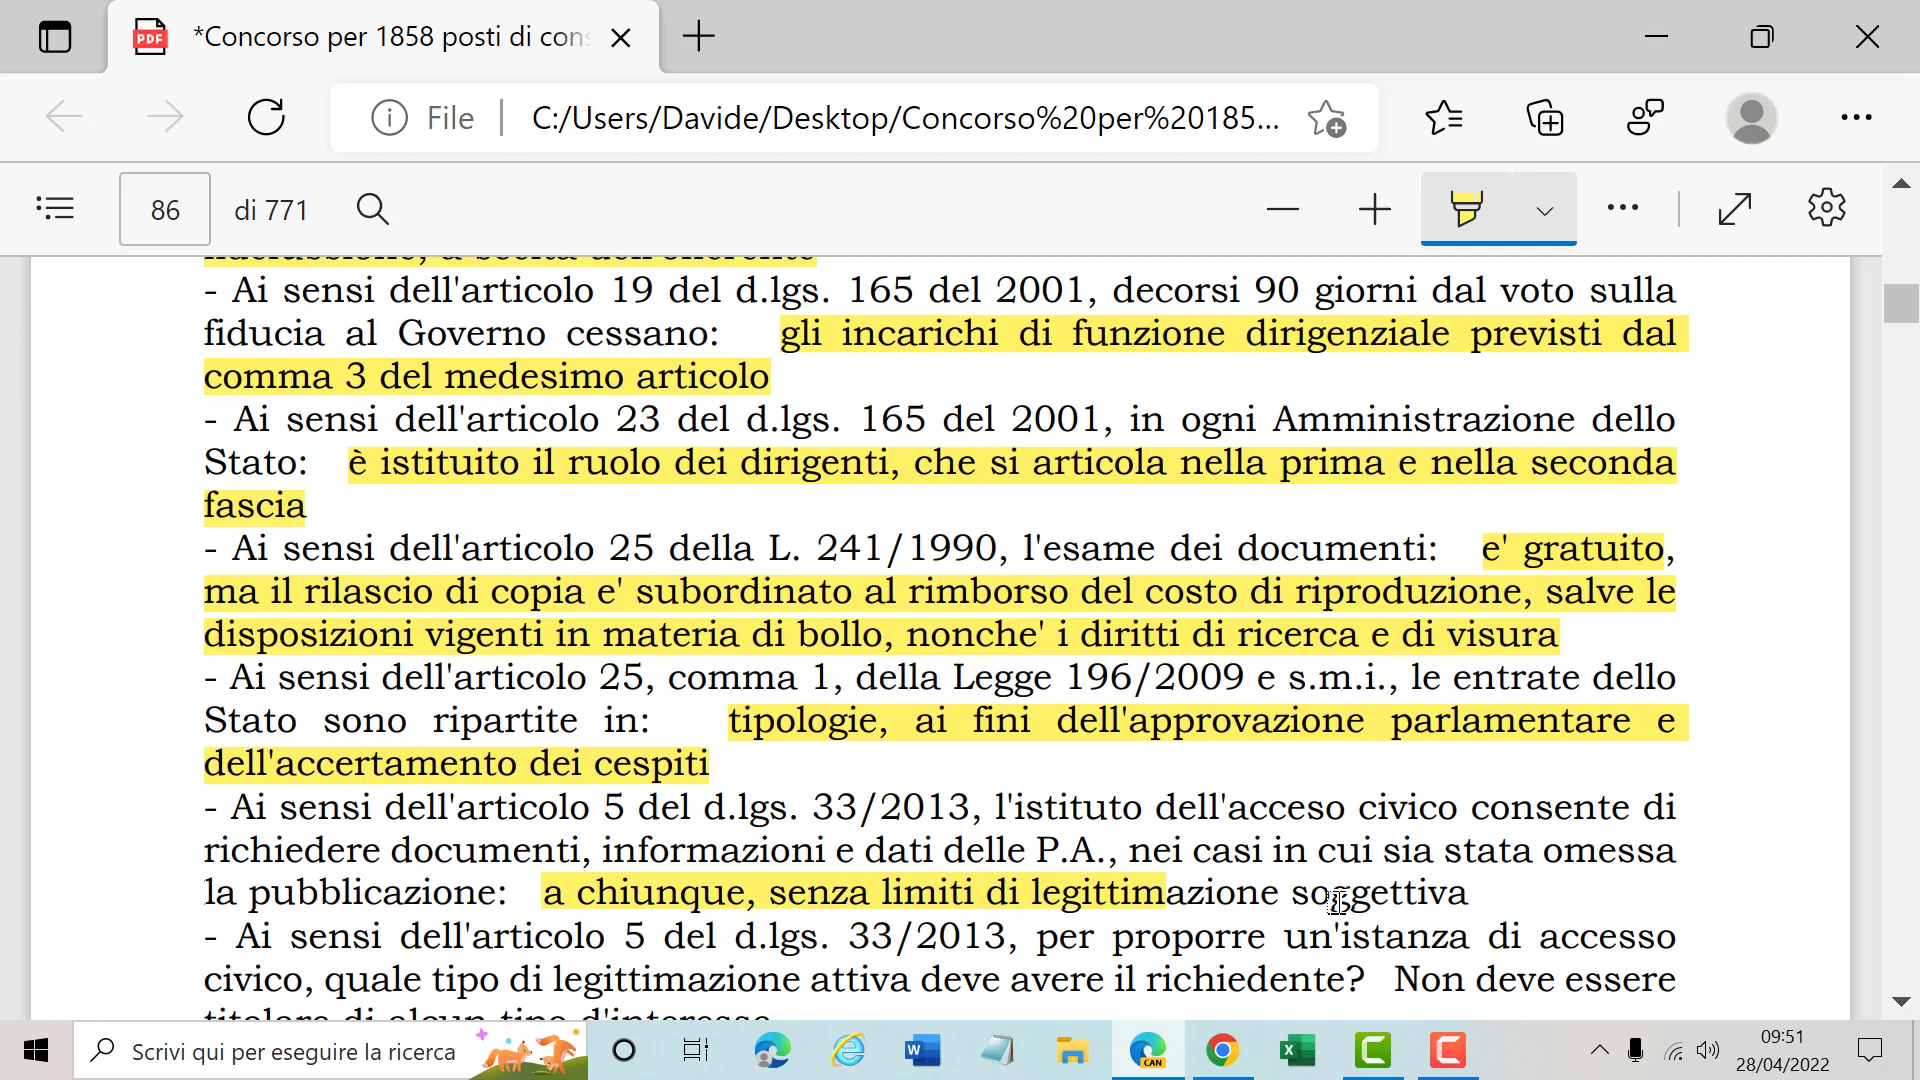 *Concorso per 1858 posti di con
File
C:/Users/Davide/Desktop/Concorso%20per%20185...
86 di 771
- Ai sensi dell'articolo 19 del d.lgs. 165 del 2001, decorsi 90 giorni dal voto sulla
fiducia al Governo cessano: gli incarichi di funzione dirigenziale previsti dal
comma 3 del medesimo articolo
- Ai sensi dell'articolo 23 del d.lgs. 165 del 2001, in ogni Amministrazione dello
Stato: è istituito il ruolo dei dirigenti, che si articola nella prima e nella seconda
fascia
- Ai sensi dell'articolo 25 della L. 241/1990, l'esame dei documenti: e' gratuito,
ma il rilascio di copia e' subordinato al rimborso del costo di riproduzione, salve le
disposizioni vigenti in materia di bollo, nonche' i diritti di ricerca e di visura
- Ai sensi dell'articolo 25, comma 1, della Legge 196/2009 e s.m.i., le entrate dello
Stato sono ripartite in: tipologie, ai fini dell'approvazione parlamentare e
dell'accertamento dei cespiti
- Ai sensi dell'articolo 5 del d.lgs. 33/2013, l'istituto dell'acceso civico consente di
richiedere documenti, informazioni e dati delle P.A., nei casi in cui sia stata omessa
la pubblicazione: a chiunque, senza limiti di legittimazione soggettiva
- Ai sensi dell'articolo 5 del d.lgs. 33/2013, per proporre un'istanza di accesso
civico, quale tipo di legittimazione attiva deve avere il richiedente? Non deve essere
titolare di alcun tipo d'interesse
Scrivi qui per eseguire la ricerca
CAN
09:51
28/04/2022